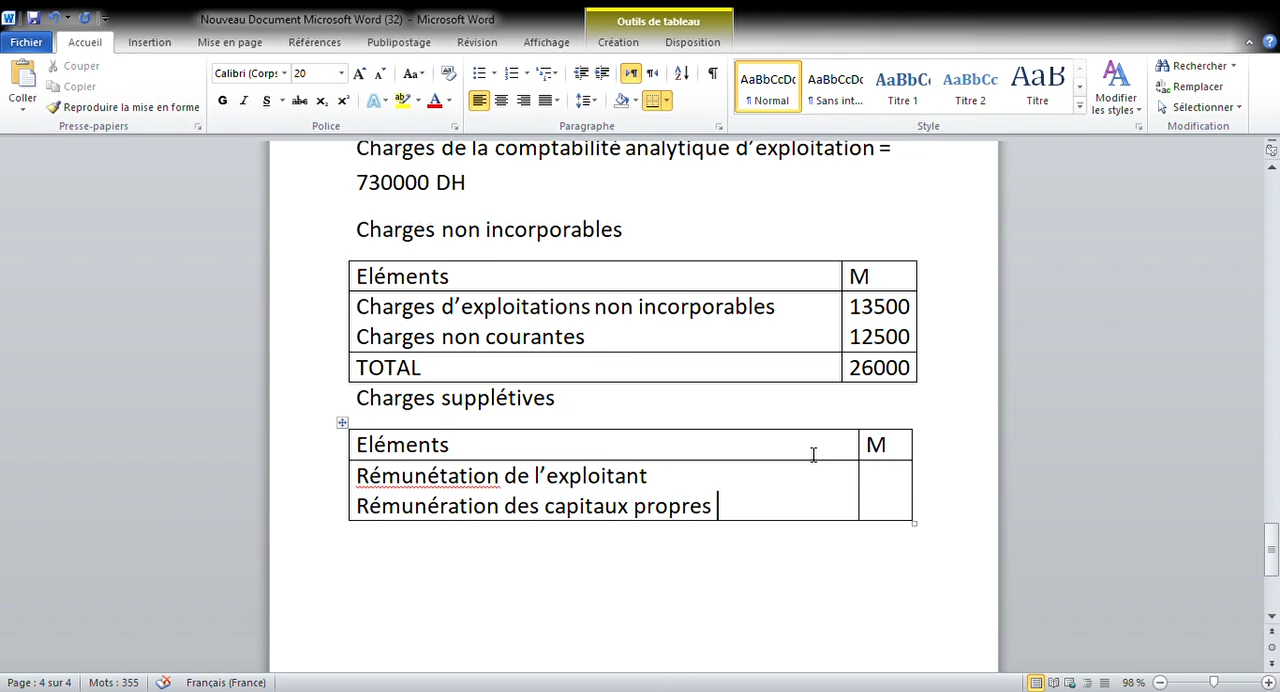 Nouveau Document Microsoft Word (32) - Microsoft Word
Outils de tableau
Fichier Accueil Insertion Mise en page Références Publipostage Révision Affichage Création Disposition
Coller
Couper
Copier
Reproduire la mise en forme
Presse-papiers
Calibri (Corps 20
Police
Paragraphe
AaBbCcDc AaBbCcDc AaBbC AaBbCc AaB
¶ Normal ¶ Sans int... Titre 1 Titre 2 Titre
Modifier
les styles
Style
Rechercher
Remplacer
Sélectionner
Modification
Charges de la comptabilité analytique d’exploitation =
730000 DH
Charges non incorporables
Eléments M
Charges d’exploitations non incorporables 13500
Charges non courantes 12500
TOTAL 26000
Charges supplétives
Eléments M
Rémunétation de l’exploitant
Rémunération des capitaux propres
Page : 4 sur 4 Mots : 355 Français (France) 98 %